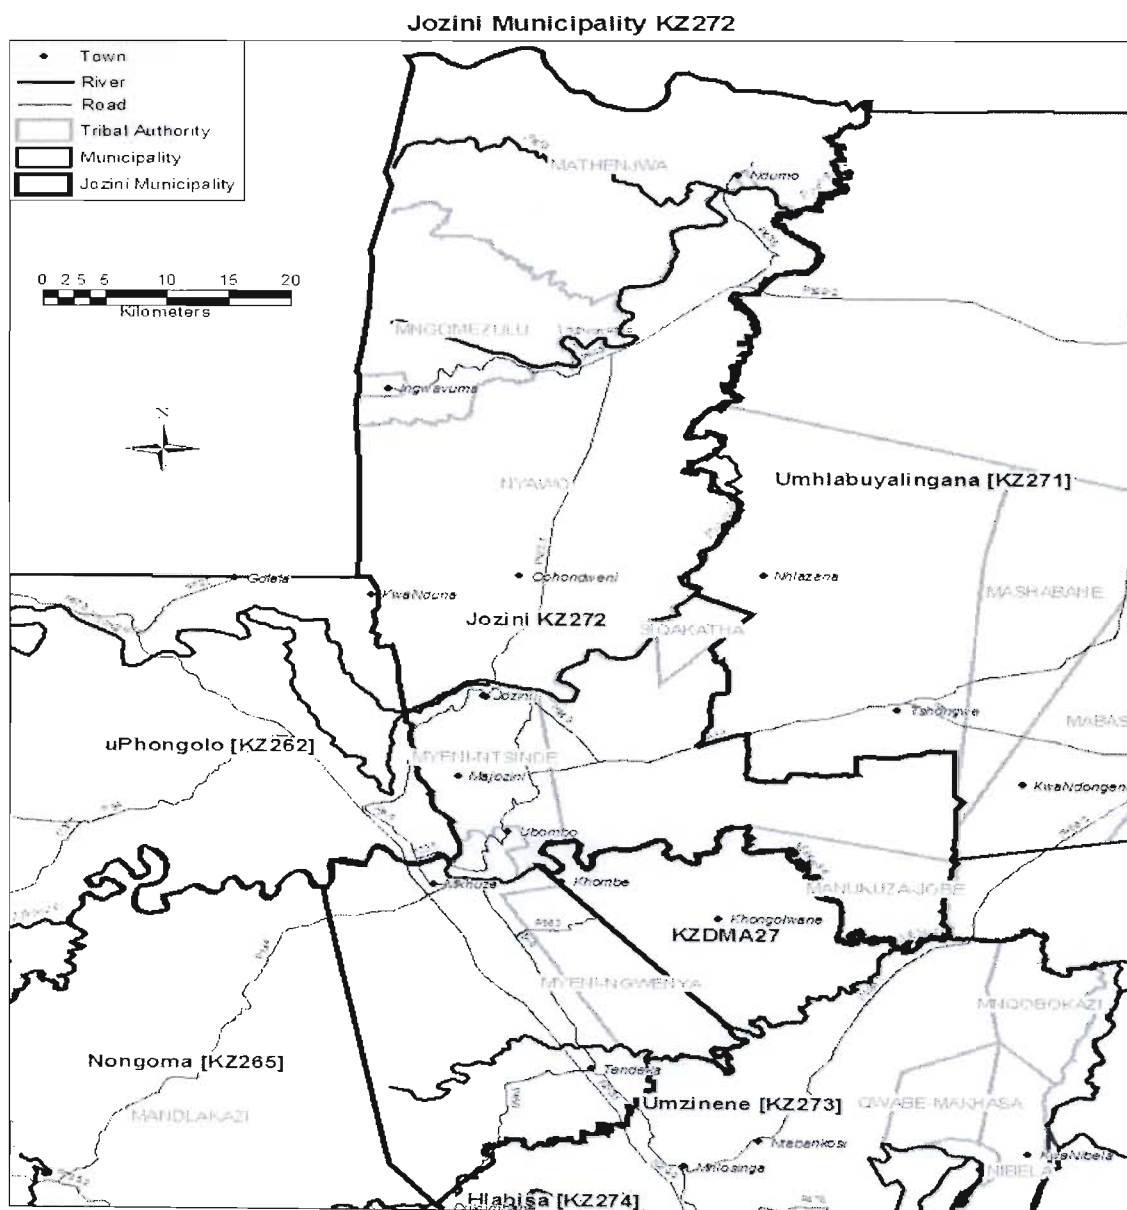 Jozini Municipality KZ272
Town
River
Road
Tribal Authority
Municipality
Jozini Municipality
0 2 5 5 10 15 20
Kilometers
N
MATHENJWA
Ndumo
MNGOMEZULU
Ingwavuma
NYAWO
Umhlabuyalingana [KZ271]
Golela
KwaNduna
Nhlazana
MASHABANE
Jozini KZ272
SIQAKATHA
Jozini
Tshongwe
MABAS
uPhongolo [KZ262]
MYENI-NTSINDE
Majozini
KwaNdongeni
Ubombo
Mkhuze
Khombe
MANUKUZA-JOBE
Khongolwane
KZDMA27
MYENI-NGWENYA
MNQOBOKAZI
Nongoma [KZ265]
Tendeka
MANDLAKAZI
Umzinene [KZ273]
QWABE-MAKHASA
Ntabankosi
KwaNibela
Mhlosinga
NIBELA
Hlabisa [KZ274]